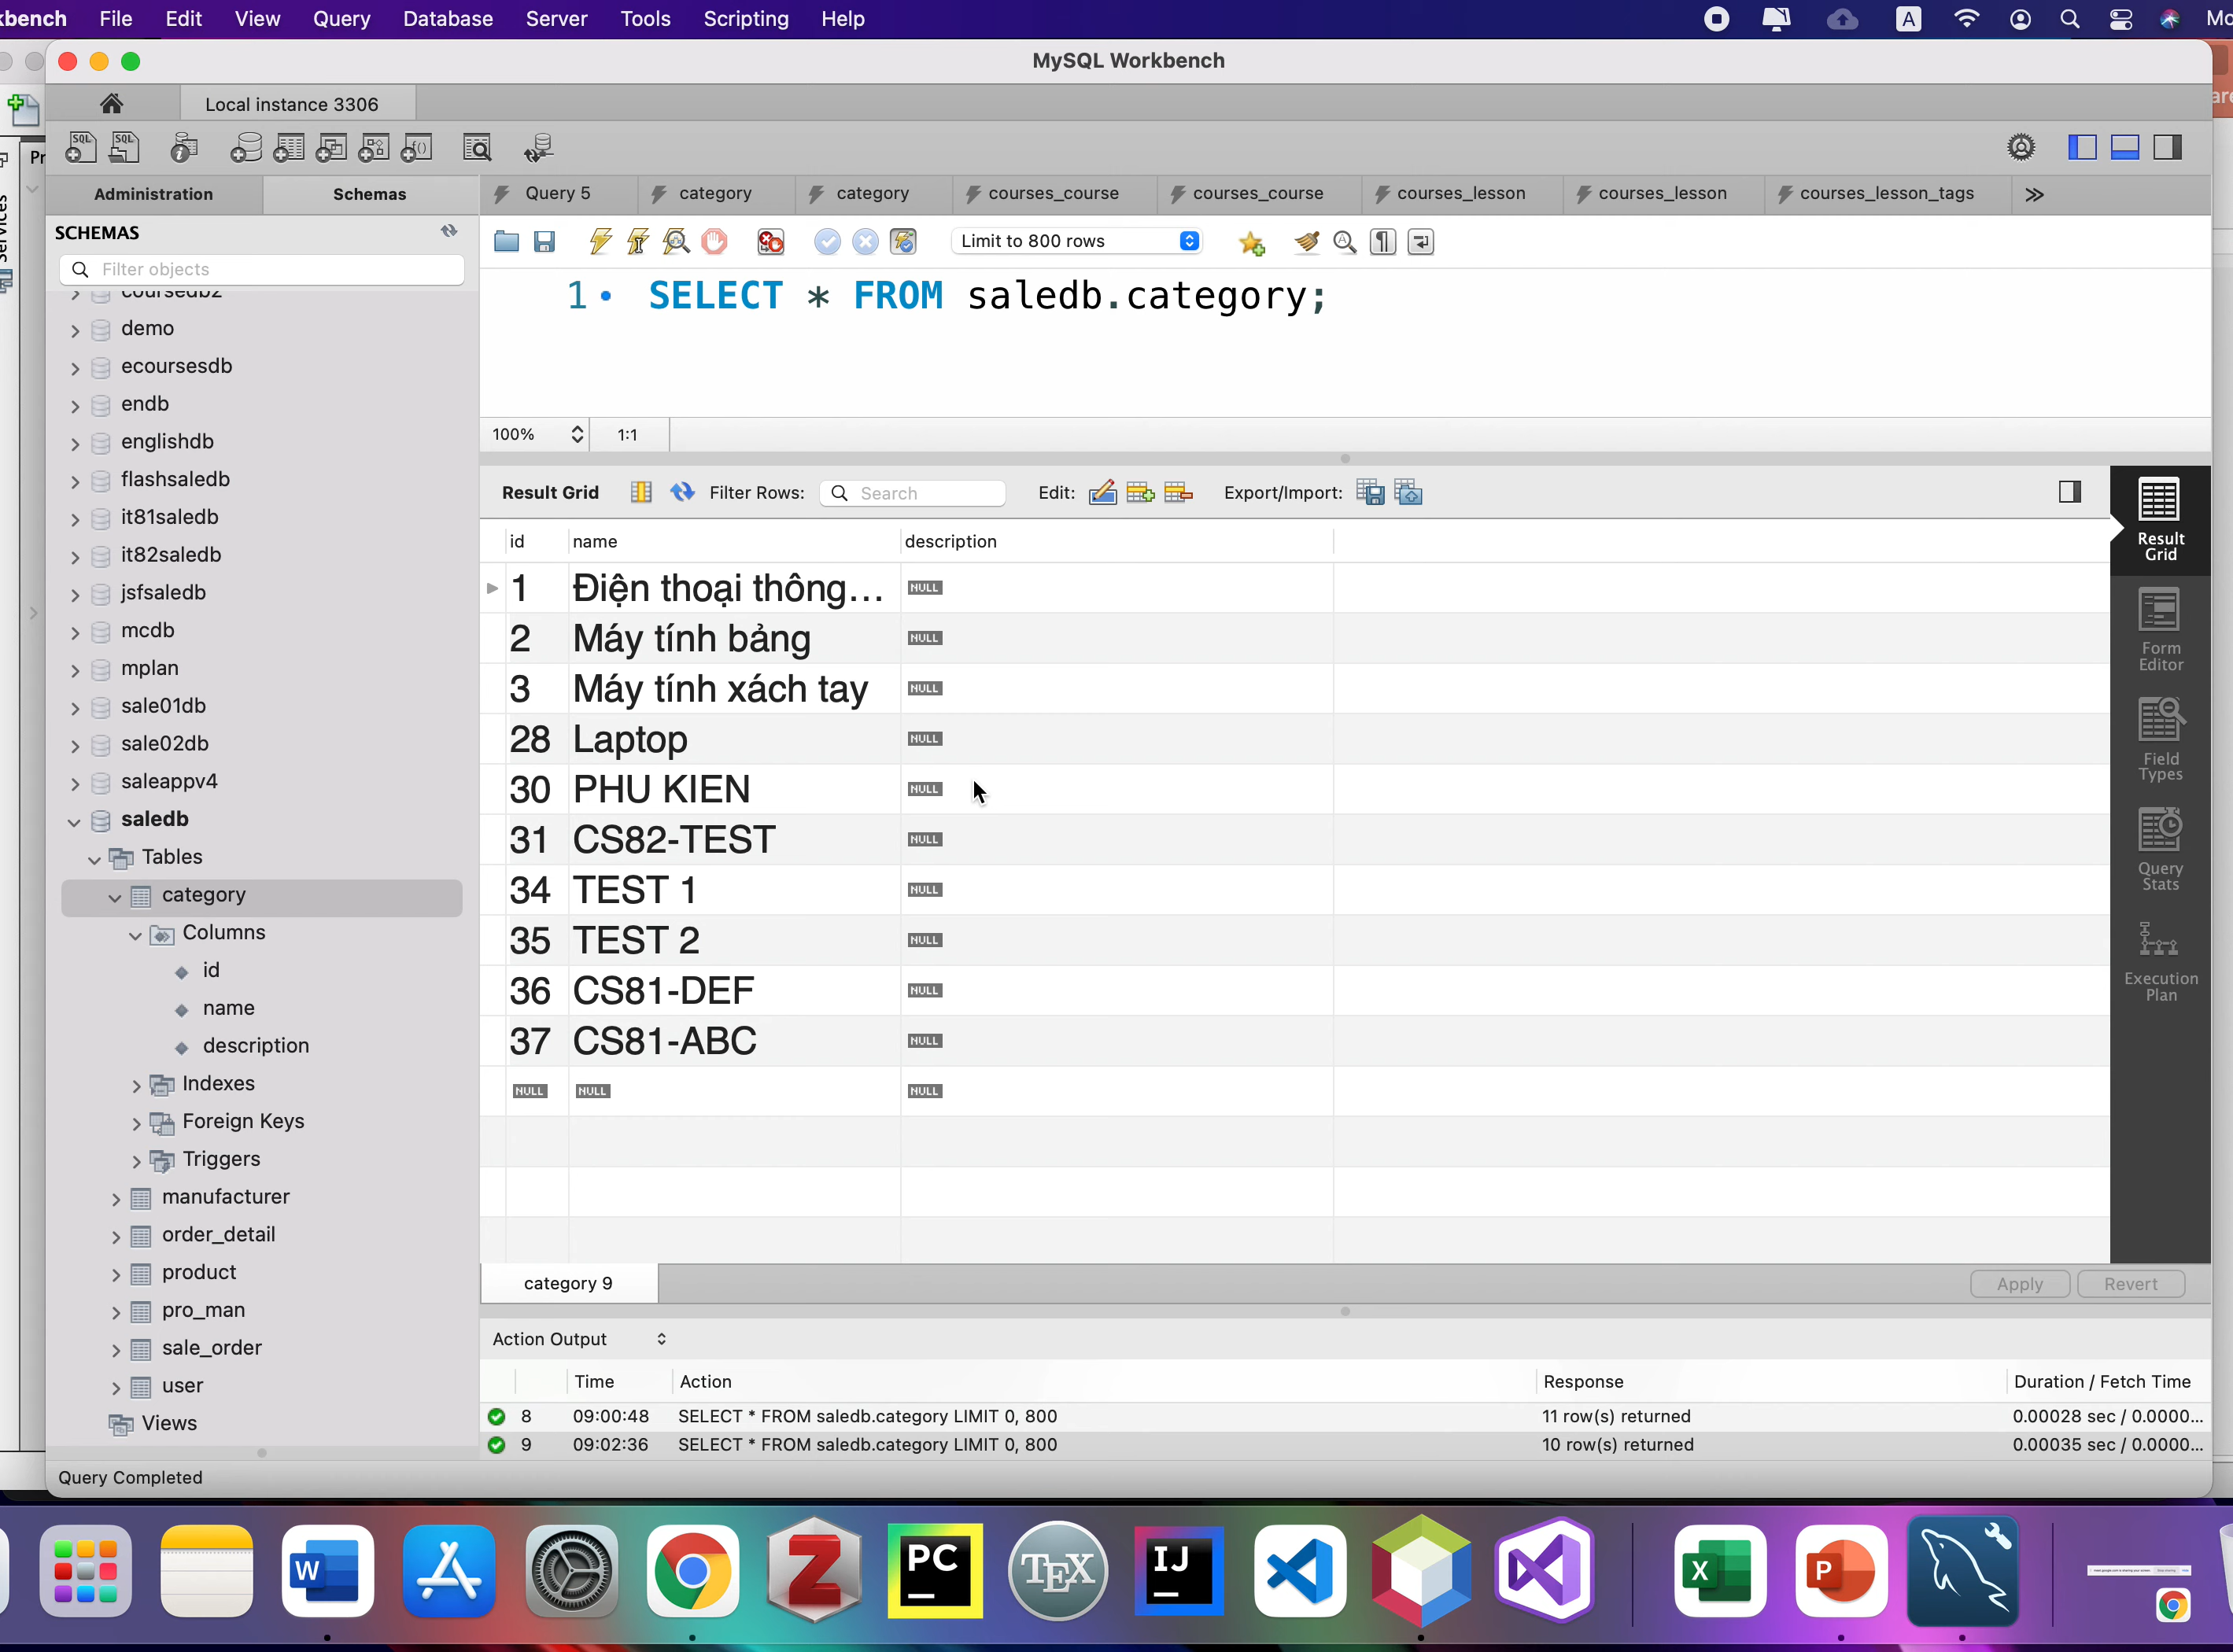 kbench File Edit View Query Database Server Tools Scripting Help A Mo
MySQL Workbench
Local instance 3306
Administration Schemas Query 5 category category courses_course courses_course courses_lesson courses_lesson courses_lesson_tags
SCHEMAS
Filter objects
Limit to 800 rows
1 SELECT * FROM saledb.category;
100% 1:1
coursedb2
demo
ecoursesdb
endb
englishdb
flashsaledb
it81saledb
it82saledb
jsfsaledb
mcdb
mplan
sale01db
sale02db
saleappv4
saledb
Tables
category
Columns
id
name
description
Indexes
Foreign Keys
Triggers
manufacturer
order_detail
product
pro_man
sale_order
user
Views
Result Grid Filter Rows: Search Edit: Export/Import:
id name description
1 Điện thoại thông... NULL
2 Máy tính bảng NULL
3 Máy tính xách tay NULL
28 Laptop NULL
30 PHU KIEN NULL
31 CS82-TEST NULL
34 TEST 1 NULL
35 TEST 2 NULL
36 CS81-DEF NULL
37 CS81-ABC NULL
NULL NULL NULL
Result
Grid
Form
Editor
Field
Types
Query
Stats
Execution
Plan
category 9 Apply Revert
Action Output
Time Action Response Duration / Fetch Time
8 09:00:48 SELECT * FROM saledb.category LIMIT 0, 800 11 row(s) returned 0.00028 sec / 0.0000...
9 09:02:36 SELECT * FROM saledb.category LIMIT 0, 800 10 row(s) returned 0.00035 sec / 0.0000...
Query Completed
W Z PC TEX IJ X P